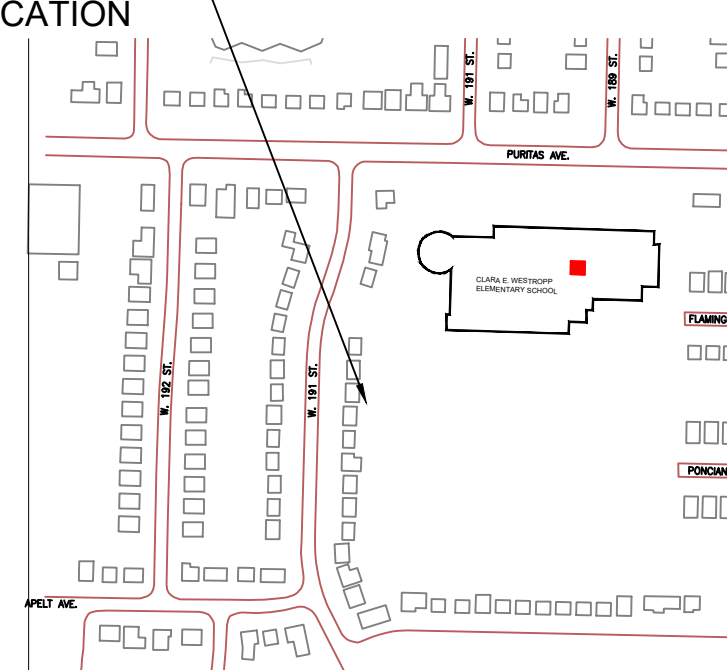 CATION
W. 191 ST.
W. 189 ST.
PURITAS AVE.
CLARA E. WESTROPP
ELEMENTARY SCHOOL
FLAMING
W. 192 ST.
W. 191 ST.
PONCIAN
APELT AVE.